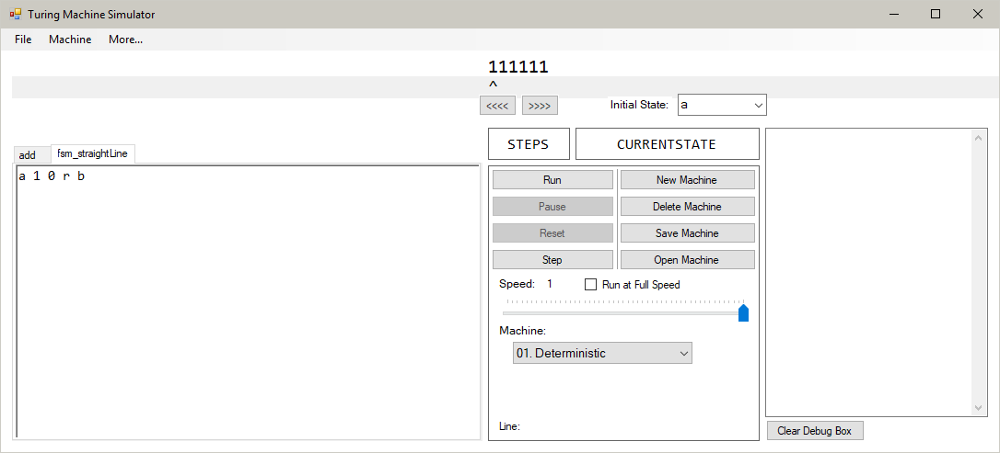 Turing Machine Simulator
File Machine More...
111111
^
<<<< >>>> Initial State: a
add fsm_straightLine
a 1 0 r b
STEPS CURRENTSTATE
Run New Machine
Pause Delete Machine
Reset Save Machine
Step Open Machine
Speed: 1 Run at Full Speed
Machine:
01. Deterministic
Line:
Clear Debug Box